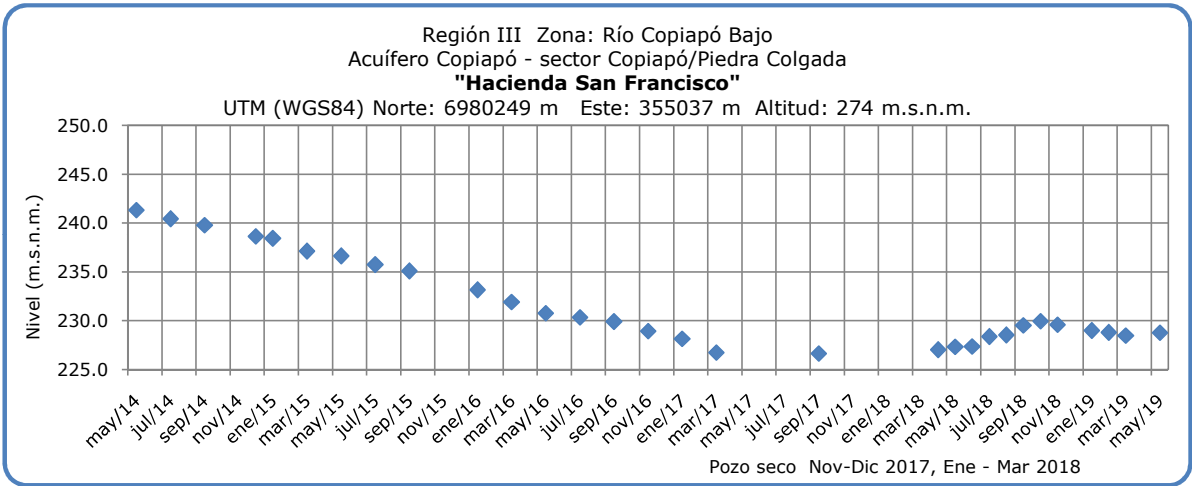 Región III  Zona: Río Copiapó Bajo
Acuífero Copiapó - sector Copiapó/Piedra Colgada
"Hacienda San Francisco"
UTM (WGS84) Norte: 6980249 m   Este: 355037 m  Altitud: 274 m.s.n.m.
Nivel (m.s.n.m.)
250.0
245.0
240.0
235.0
230.0
225.0
may/14
jul/14
sep/14
nov/14
ene/15
mar/15
may/15
jul/15
sep/15
nov/15
ene/16
mar/16
may/16
jul/16
sep/16
nov/16
ene/17
mar/17
may/17
jul/17
sep/17
nov/17
ene/18
mar/18
may/18
jul/18
sep/18
nov/18
ene/19
mar/19
may/19
Pozo seco  Nov-Dic 2017, Ene - Mar 2018